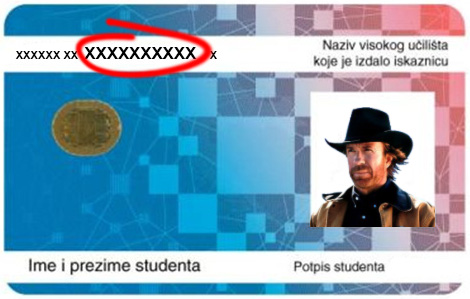 xxxxxx xx XXXXXXXXXX x
Naziv visokog učilišta
koje je izdalo iskaznicu
Ime i prezime studenta
Potpis studenta